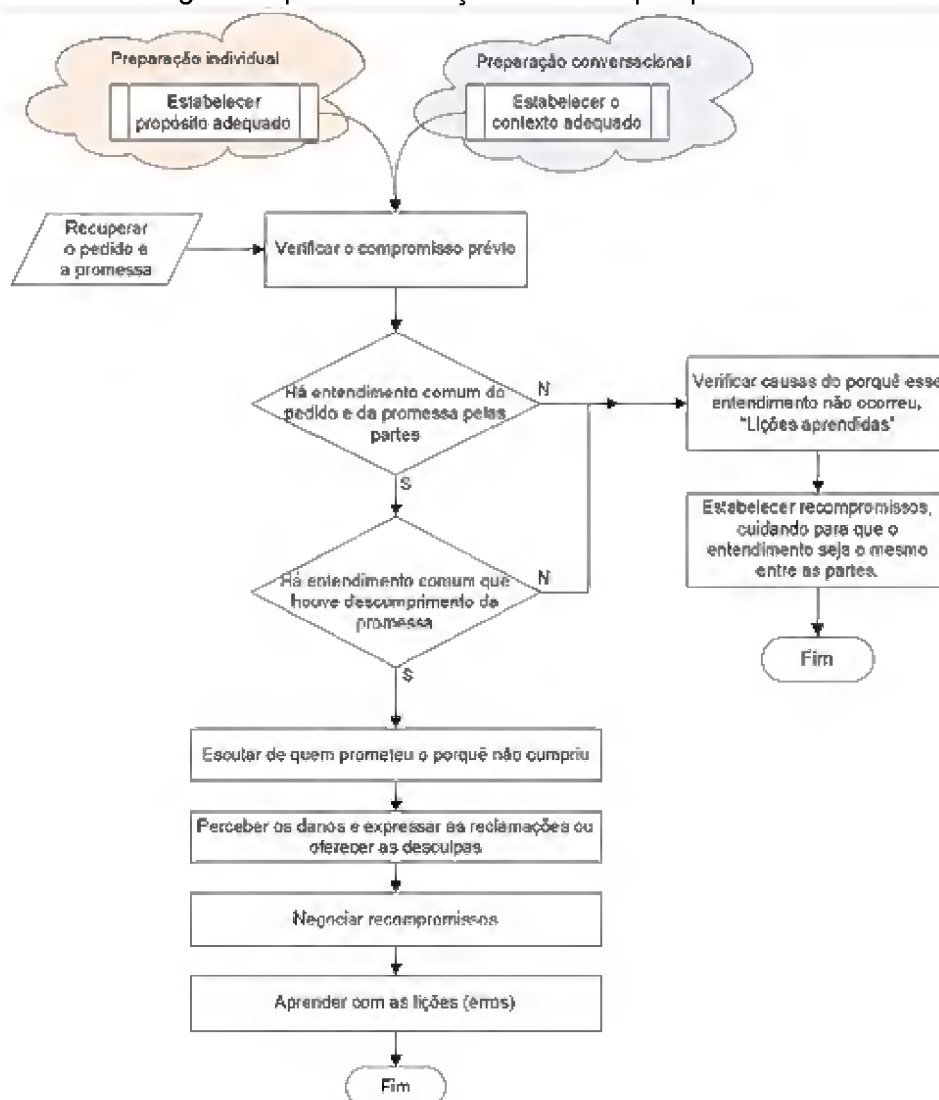 Preparação individual
Estabelecer
propósito adequado
Preparação conversacional
Estabelecer o
contexto adequado
Recuperar
o pedido e
a promessa
Verificar o compromisso prévio
Há entendimento comum do
pedido e da promessa pelas
partes
N
S
Verificar causas do porquê esse
entendimento não ocorreu,
"Lições aprendidas"
Estabelecer recompromissos,
cuidando para que o
entendimento seja o mesmo
entre as partes.
Fim
Há entendimento comum que
houve descumprimento da
promessa
N
S
Escutar de quem prometeu o porquê não cumpriu
Perceber os danos e expressar as reclamações ou
oferecer as desculpas
Negociar recompromissos
Aprender com as lições (erros)
Fim